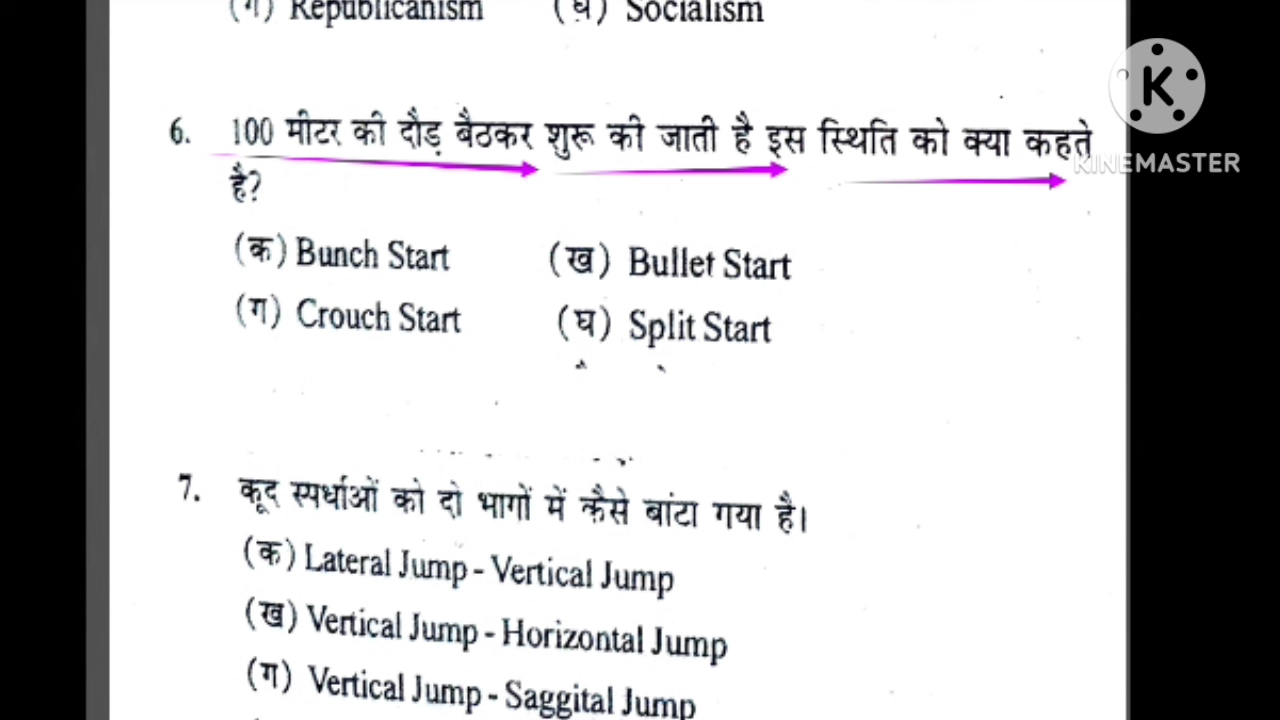 (ग) Republicanism (घ) Socialism
6. 100 मीटर की दौड़ बैठकर शुरू की जाती है इस स्थिति को क्या कहते
है?
(क) Bunch Start (ख) Bullet Start
(ग) Crouch Start (घ) Split Start
7. कूद स्पर्धाओं को दो भागों में कैसे बांटा गया है।
(क) Lateral Jump - Vertical Jump
(ख) Vertical Jump - Horizontal Jump
(ग) Vertical Jump - Saggital Jump
K
KINEMASTER